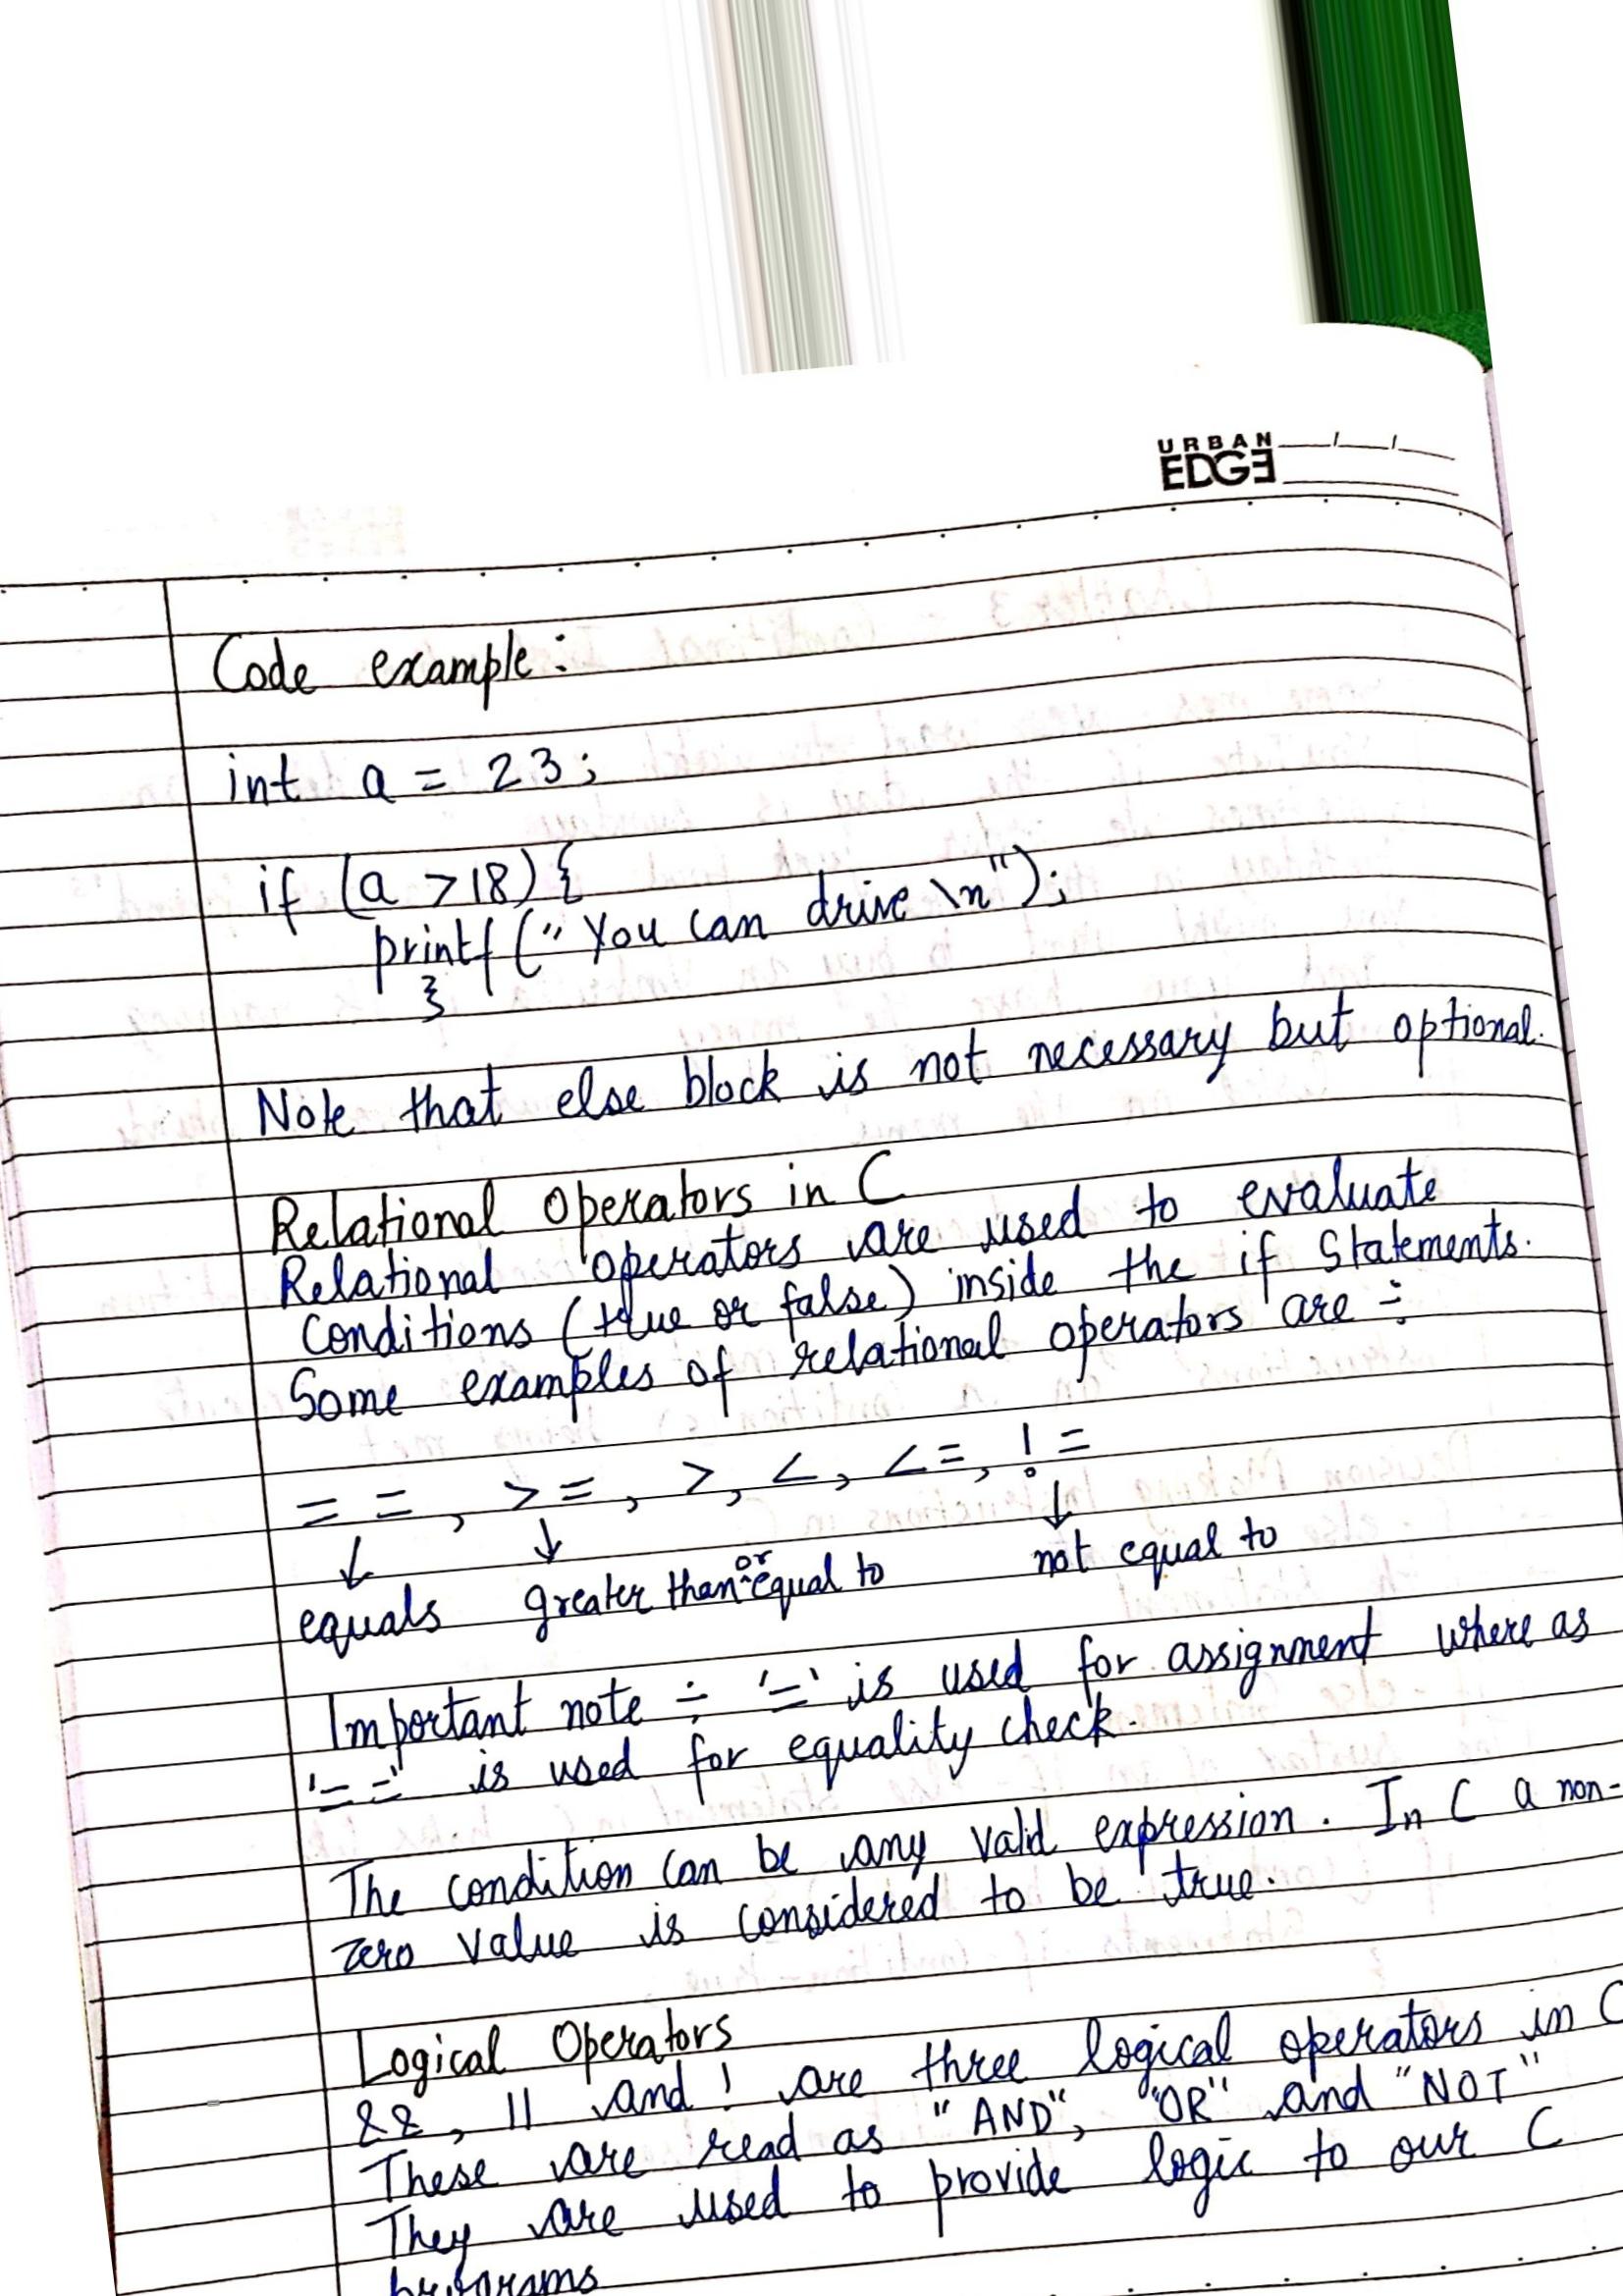 URBAN
EDGE
Code example:
int a = 23;
if (a >18) {
printf ("You can drive \n");
}
Note that else block is not necessary but optional.
Relational Operators in C
Relational operators are used to evaluate
Conditions (true or false) inside the if Statements.
Some examples of relational operators are :-
= = , > = , >, <, < =, ! =
↓ ↓ ↓
equals greater than or equal to not equal to
Important note :- '=' is used for assignment where as
'= =' is used for equality check.
The condition can be any valid expression. In C a non-
zero value is considered to be true.
Logical Operators
&&, || and ! are three logical operators in C
These are read as "AND", "OR" and "NOT"
They are used to provide logic to our C
programs